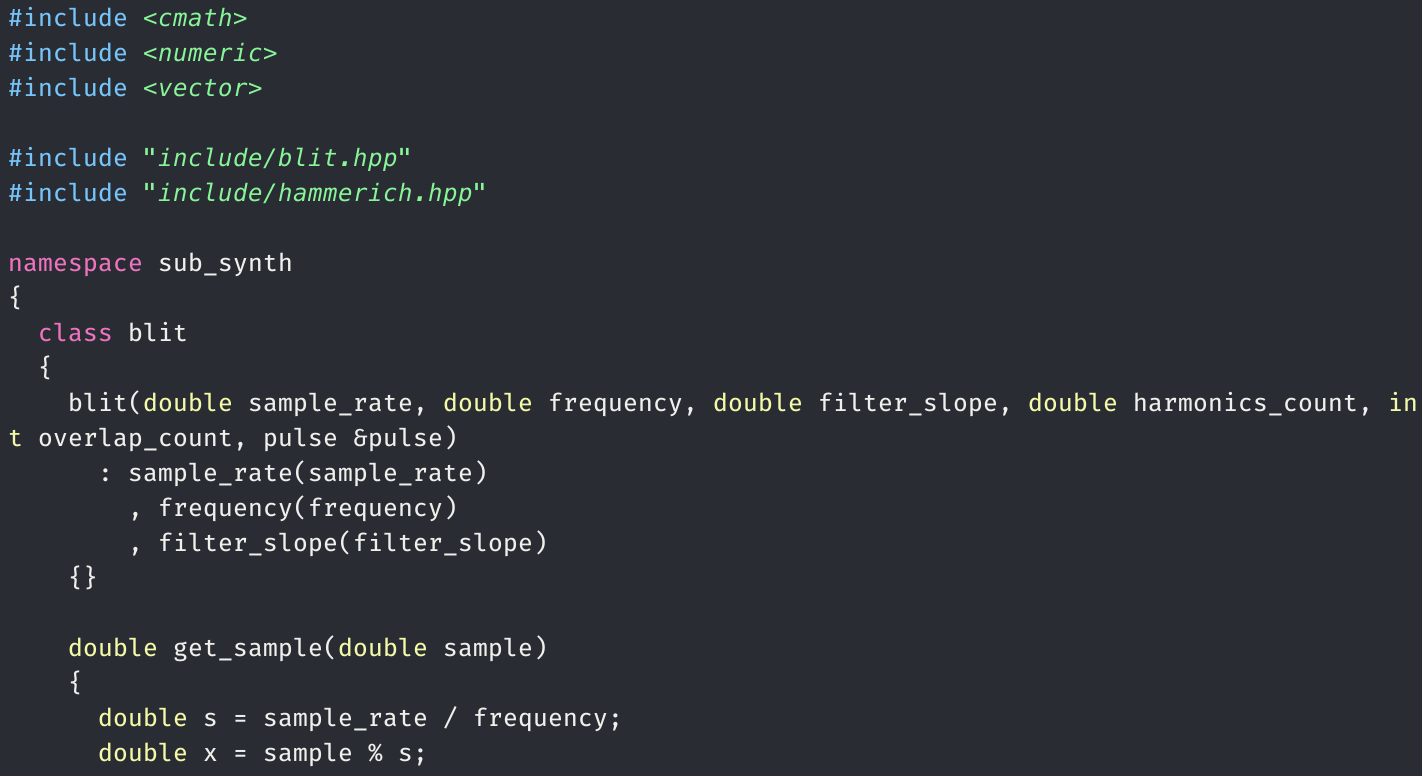 #include <cmath>
#include <numeric>
#include <vector>

#include "include/blit.hpp"
#include "include/hammerich.hpp"

namespace sub_synth
{
  class blit
  {
    blit(double sample_rate, double frequency, double filter_slope, double harmonics_count, in
t overlap_count, pulse &pulse)
      : sample_rate(sample_rate)
        , frequency(frequency)
        , filter_slope(filter_slope)
    {}

    double get_sample(double sample)
    {
      double s = sample_rate / frequency;
      double x = sample % s;